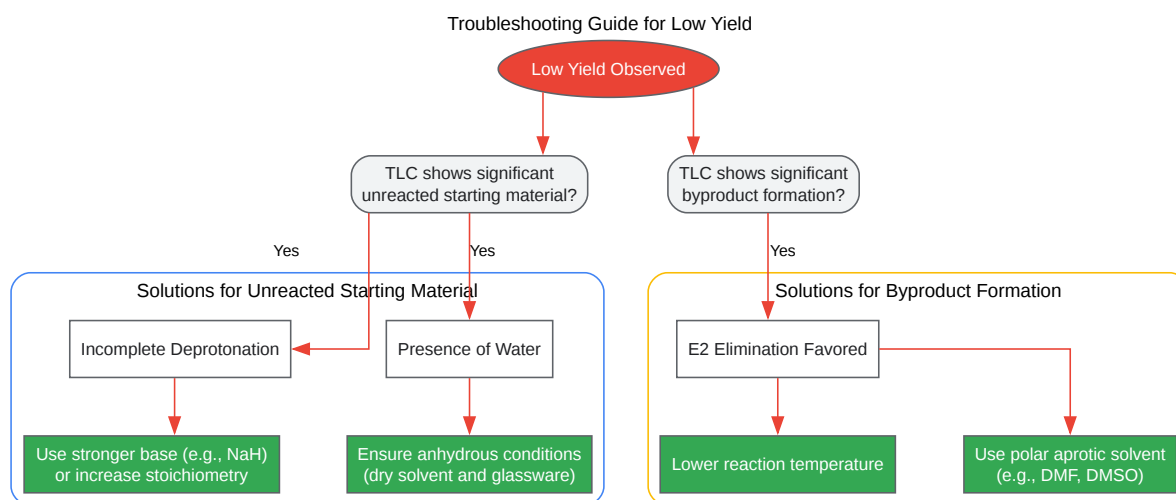 Troubleshooting Guide for Low Yield
Low Yield Observed
TLC shows significant
unreacted starting material?
TLC shows significant
byproduct formation?
Yes
Yes
Yes
Solutions for Unreacted Starting Material
Solutions for Byproduct Formation
Incomplete Deprotonation
Presence of Water
E2 Elimination Favored
Use stronger base (e.g., NaH)
or increase stoichiometry
Ensure anhydrous conditions
(dry solvent and glassware)
Lower reaction temperature
Use polar aprotic solvent
(e.g., DMF, DMSO)